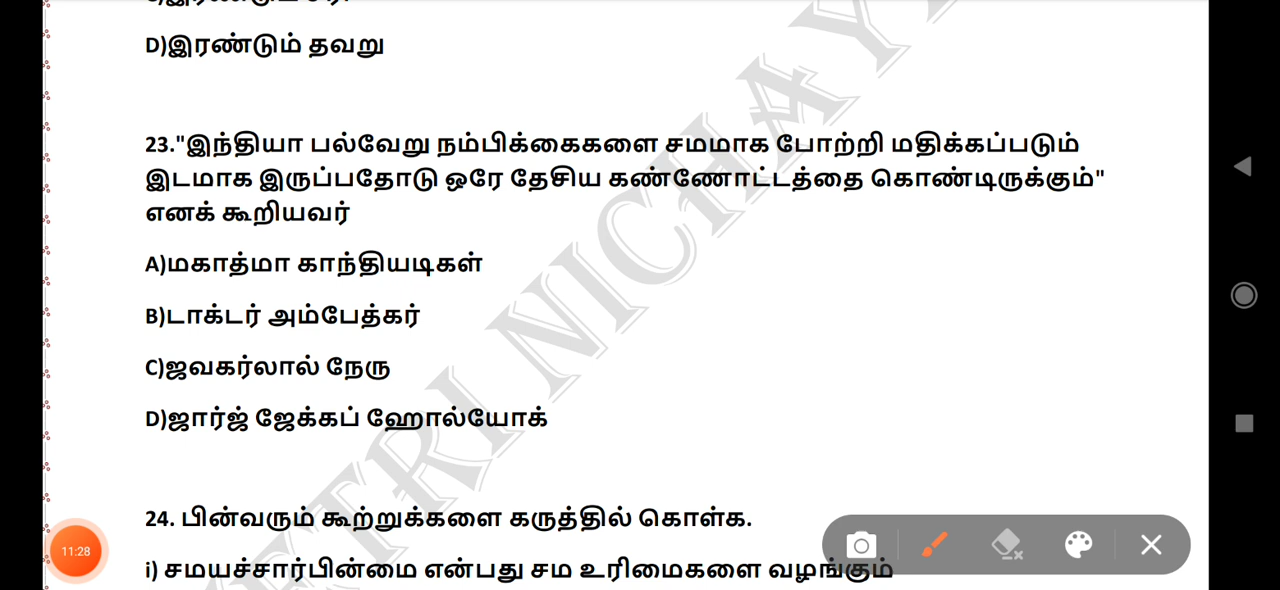 D)இரண்டும் தவறு
23."இந்தியா பல்வேறு நம்பிக்கைகளை சமமாக போற்றி மதிக்கப்படும்
இடமாக இருப்பதோடு ஒரே தேசிய கண்ணோட்டத்தை கொண்டிருக்கும்"
எனக் கூறியவர்
A)மகாத்மா காந்தியடிகள்
B)டாக்டர் அம்பேத்கர்
C)ஜவகர்லால் நேரு
D)ஜார்ஜ் ஜேக்கப் ஹோல்யோக்
24. பின்வரும் கூற்றுக்களை கருத்தில் கொள்க.
i) சமயச்சார்பின்மை என்பது சம உரிமைகளை வழங்கும்
11:28